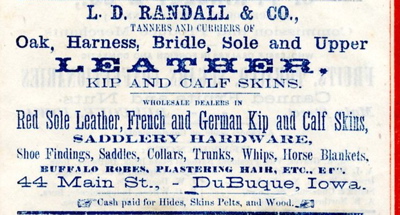 L. D. RANDALL & CO.,
TANNERS AND CURRIERS OF
Oak, Harness, Bridle, Sole and Upper
LEATHER,
KIP AND CALF SKINS.
WHOLESALE DEALERS IN
Red Sole Leather, French and German Kip and Calf Skins,
SADDLERY HARDWARE,
Shoe Findings, Saddles, Collars, Trunks, Whips, Horse Blankets,
BUFFALO ROBES, PLASTERING HAIR, ETC., ETC.
44 Main St., - DuBuque, Iowa.
Cash paid for Hides, Skins Pelts, and Wood.